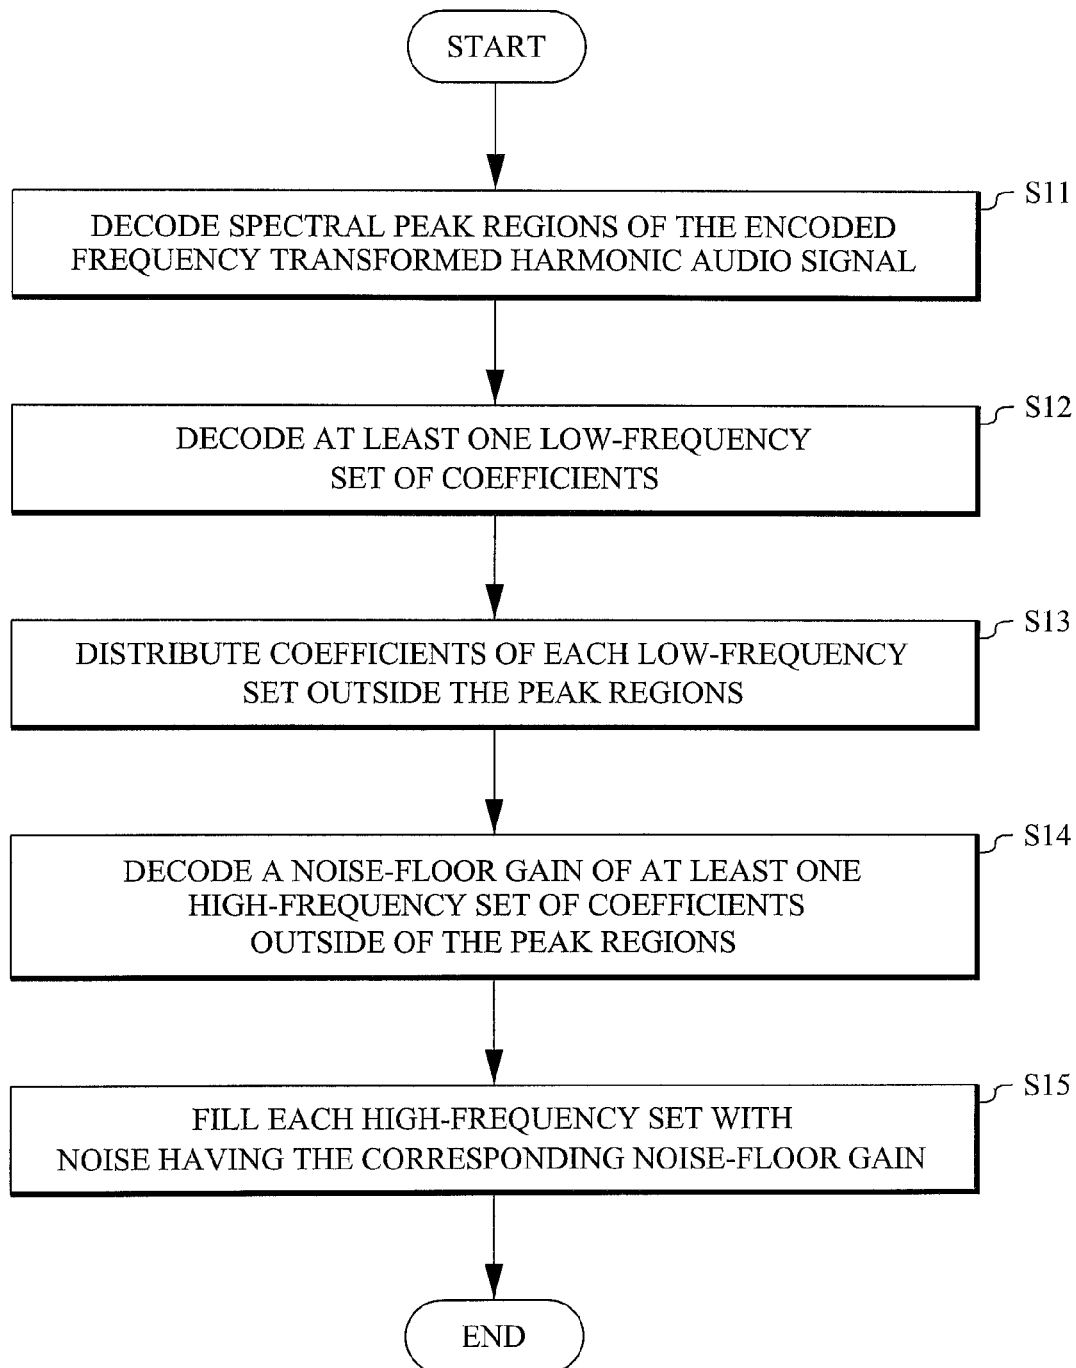 START
S11
DECODE SPECTRAL PEAK REGIONS OF THE ENCODED
FREQUENCY TRANSFORMED HARMONIC AUDIO SIGNAL
S12
DECODE AT LEAST ONE LOW-FREQUENCY
SET OF COEFFICIENTS
S13
DISTRIBUTE COEFFICIENTS OF EACH LOW-FREQUENCY
SET OUTSIDE THE PEAK REGIONS
S14
DECODE A NOISE-FLOOR GAIN OF AT LEAST ONE
HIGH-FREQUENCY SET OF COEFFICIENTS
OUTSIDE OF THE PEAK REGIONS
S15
FILL EACH HIGH-FREQUENCY SET WITH
NOISE HAVING THE CORRESPONDING NOISE-FLOOR GAIN
END